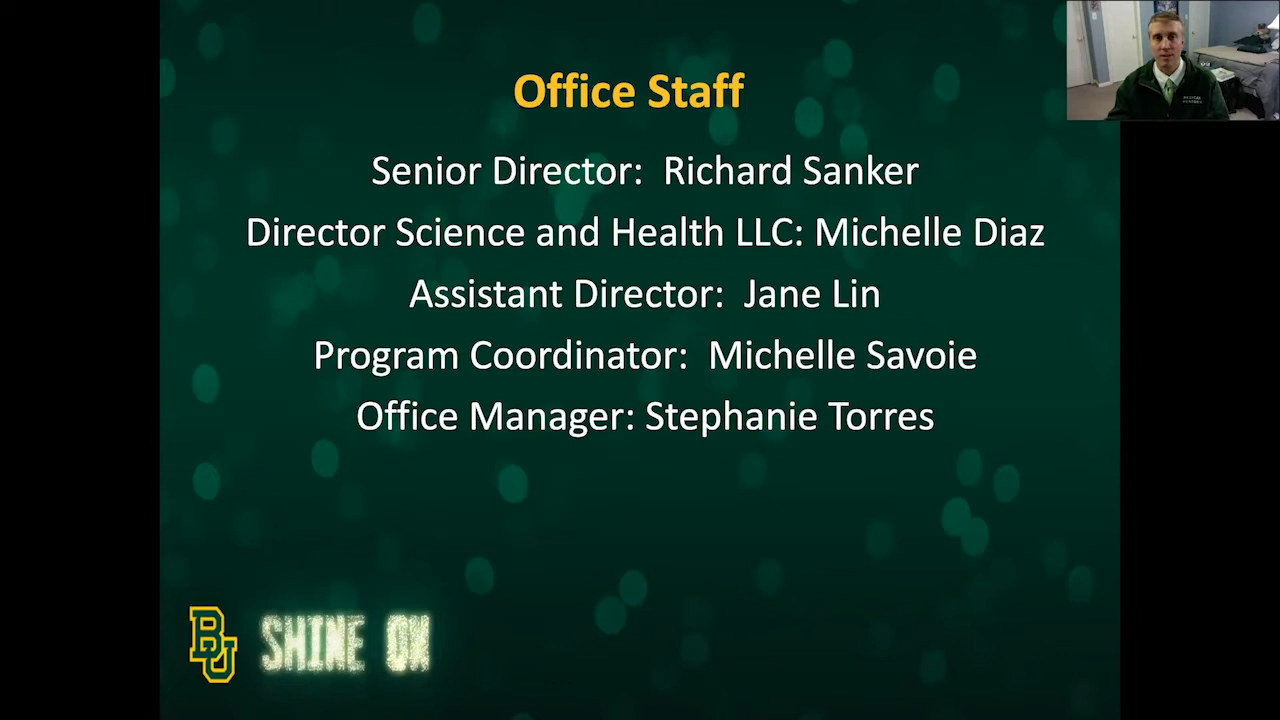 Office Staff
Senior Director: Richard Sanker
Director Science and Health LLC: Michelle Diaz
Assistant Director: Jane Lin
Program Coordinator: Michelle Savoie
Office Manager: Stephanie Torres
BU SHINE ON